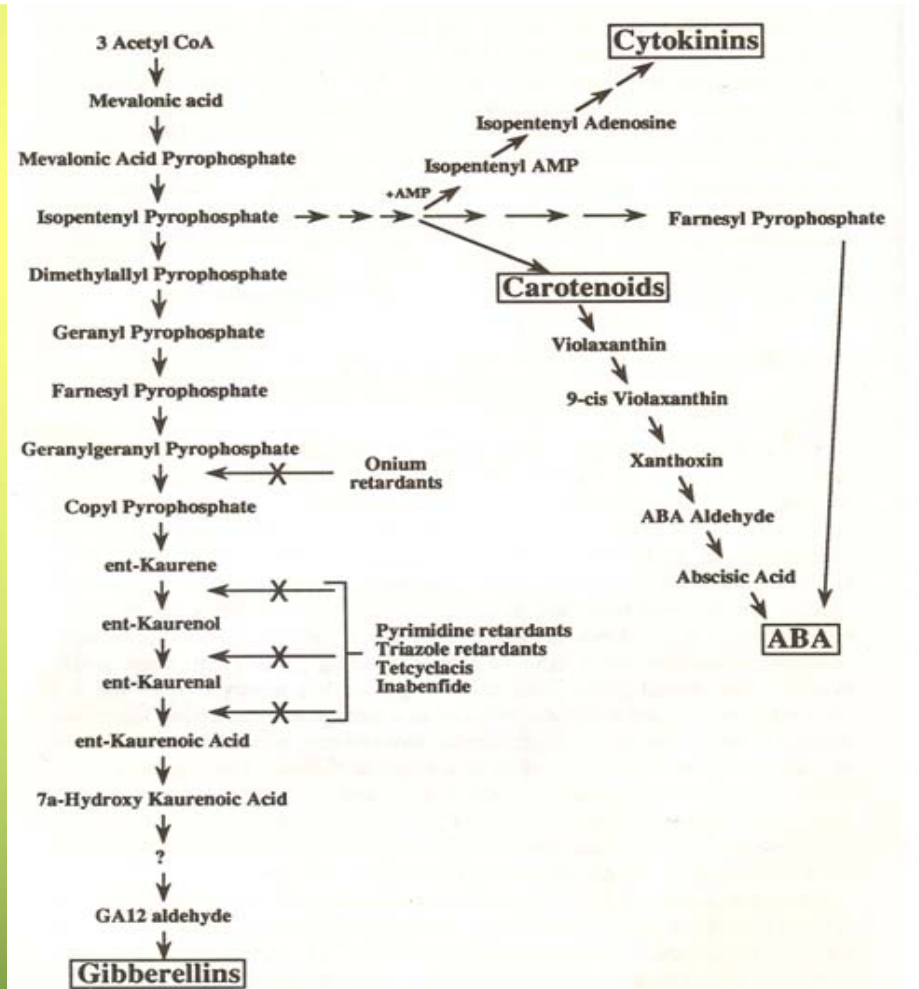 3 Acetyl CoA
Mevalonic acid
Mevalonic Acid Pyrophosphate
Isopentenyl Pyrophosphate
Dimethylallyl Pyrophosphate
Geranyl Pyrophosphate
Farnesyl Pyrophosphate
Geranylgeranyl Pyrophosphate
Copyl Pyrophosphate
ent-Kaurene
ent-Kaurenol
ent-Kaurenal
ent-Kaurenoic Acid
7a-Hydroxy Kaurenoic Acid
?
GA12 aldehyde
Gibberellins
X
Onium
retardants
X
X
X
Pyrimidine retardants
Triazole retardants
Tetcyclacis
Inabenfide
+AMP
Isopentenyl AMP
Isopentenyl Adenosine
Cytokinins
Farnesyl Pyrophosphate
Carotenoids
Violaxanthin
9-cis Violaxanthin
Xanthoxin
ABA Aldehyde
Abscisic Acid
ABA